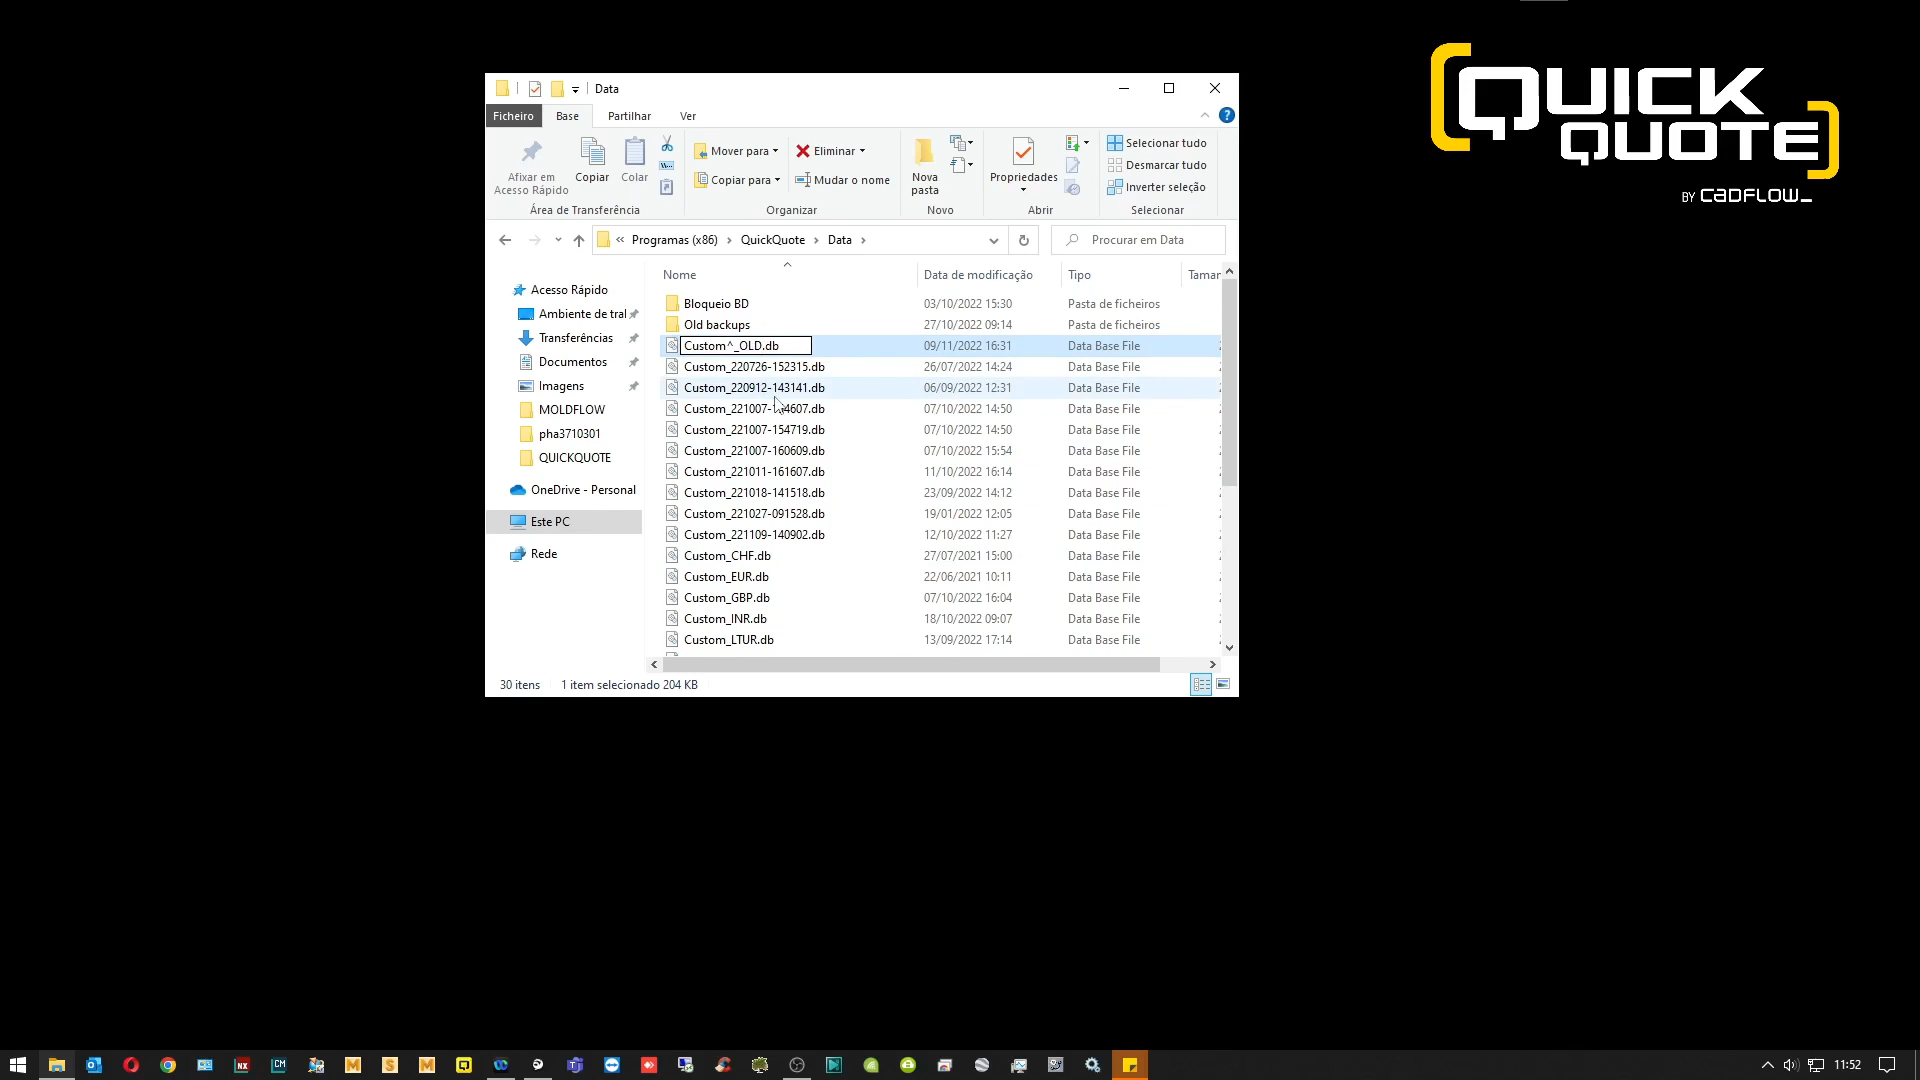 Data
Ficheiro Base Partilhar Ver
Afixar em Acesso Rápido
Copiar
Colar
Área de Transferência
Mover para
Copiar para
Eliminar
Mudar o nome
Organizar
Nova pasta
Novo
Propriedades
Abrir
Selecionar tudo
Desmarcar tudo
Inverter seleção
Selecionar
« Programas (x86) › QuickQuote › Data ›
Procurar em Data
Acesso Rápido
Ambiente de tral
Transferências
Documentos
Imagens
MOLDFLOW
pha3710301
QUICKQUOTE
OneDrive - Personal
Este PC
Rede
Nome Data de modificação Tipo Tamar
Bloqueio BD 03/10/2022 15:30 Pasta de ficheiros
Old backups 27/10/2022 09:14 Pasta de ficheiros
Custom^_OLD.db 09/11/2022 16:31 Data Base File
Custom_220726-152315.db 26/07/2022 14:24 Data Base File
Custom_220912-143141.db 06/09/2022 12:31 Data Base File
Custom_221007-154607.db 07/10/2022 14:50 Data Base File
Custom_221007-154719.db 07/10/2022 14:50 Data Base File
Custom_221007-160609.db 07/10/2022 15:54 Data Base File
Custom_221011-161607.db 11/10/2022 16:14 Data Base File
Custom_221018-141518.db 23/09/2022 14:12 Data Base File
Custom_221027-091528.db 19/01/2022 12:05 Data Base File
Custom_221109-140902.db 12/10/2022 11:27 Data Base File
Custom_CHF.db 27/07/2021 15:00 Data Base File
Custom_EUR.db 22/06/2021 10:11 Data Base File
Custom_GBP.db 07/10/2022 16:04 Data Base File
Custom_INR.db 18/10/2022 09:07 Data Base File
Custom_LTUR.db 13/09/2022 17:14 Data Base File
30 itens 1 item selecionado 204 KB
QUICK
QUOTE
BY CADFLOW_
NX CM M S M Q
11:52